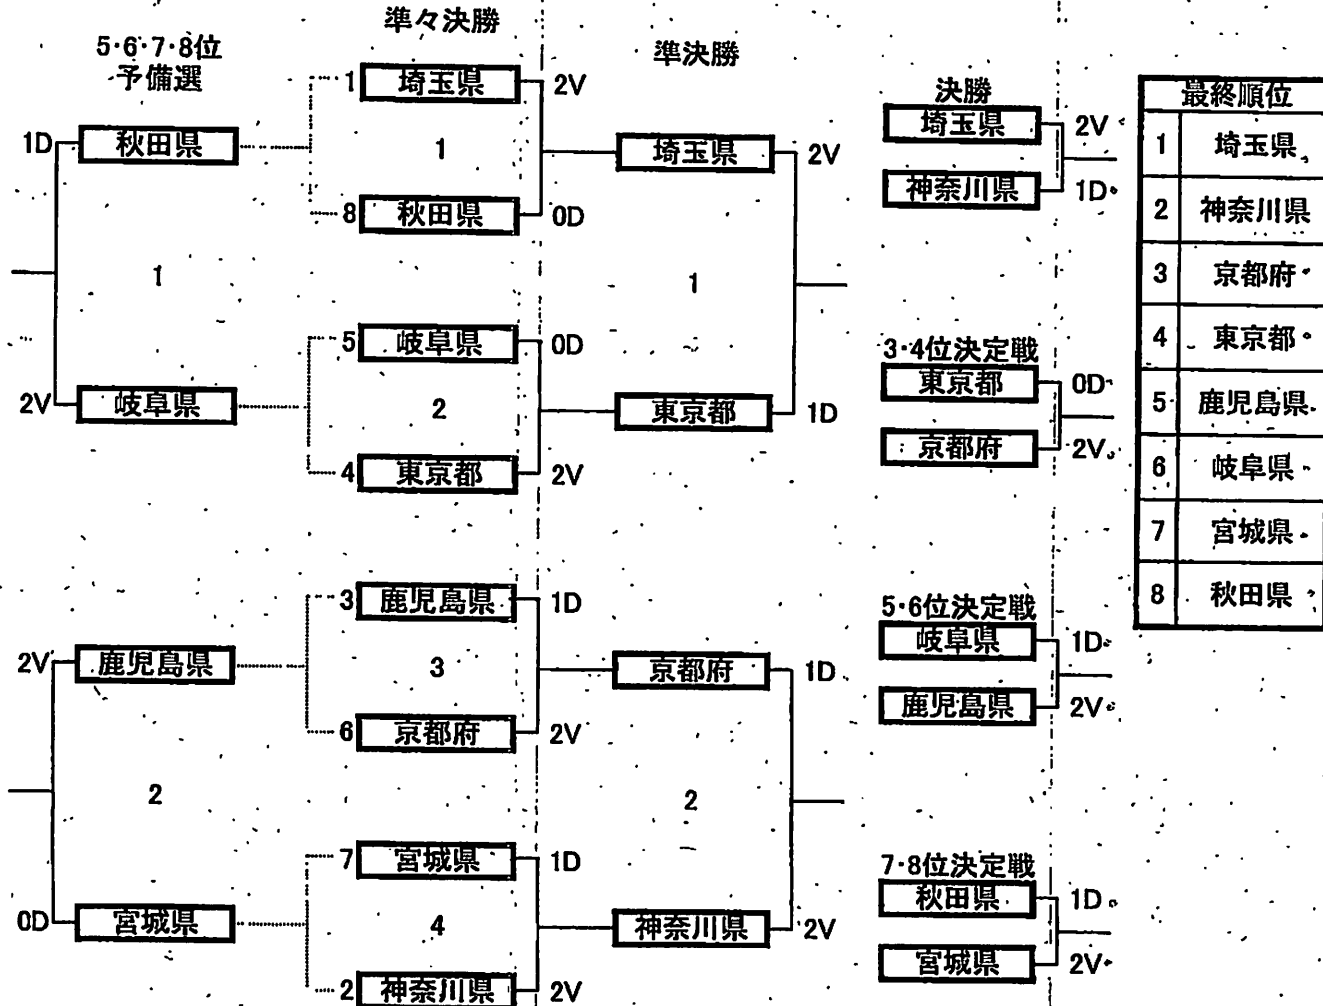 5・6・7・8位
予備選
1D 秋田県
1
2V 岐阜県
2V 鹿児島県
2
0D 宮城県
準々決勝
1 埼玉県 2V
1
8 秋田県 0D
5 岐阜県 0D
2
4 東京都 2V
3 鹿児島県 1D
3
6 京都府 2V
7 宮城県 1D
4
2 神奈川県 2V
準決勝
埼玉県 2V
1
東京都 1D
京都府 1D
2
神奈川県 2V
決勝
埼玉県 2V
神奈川県 1D
3・4位決定戦
東京都 0D
京都府 2V
5・6位決定戦
岐阜県 1D
鹿児島県 2V
7・8位決定戦
秋田県 1D
宮城県 2V
最終順位
1 埼玉県
2 神奈川県
3 京都府
4 東京都
5 鹿児島県
6 岐阜県
7 宮城県
8 秋田県